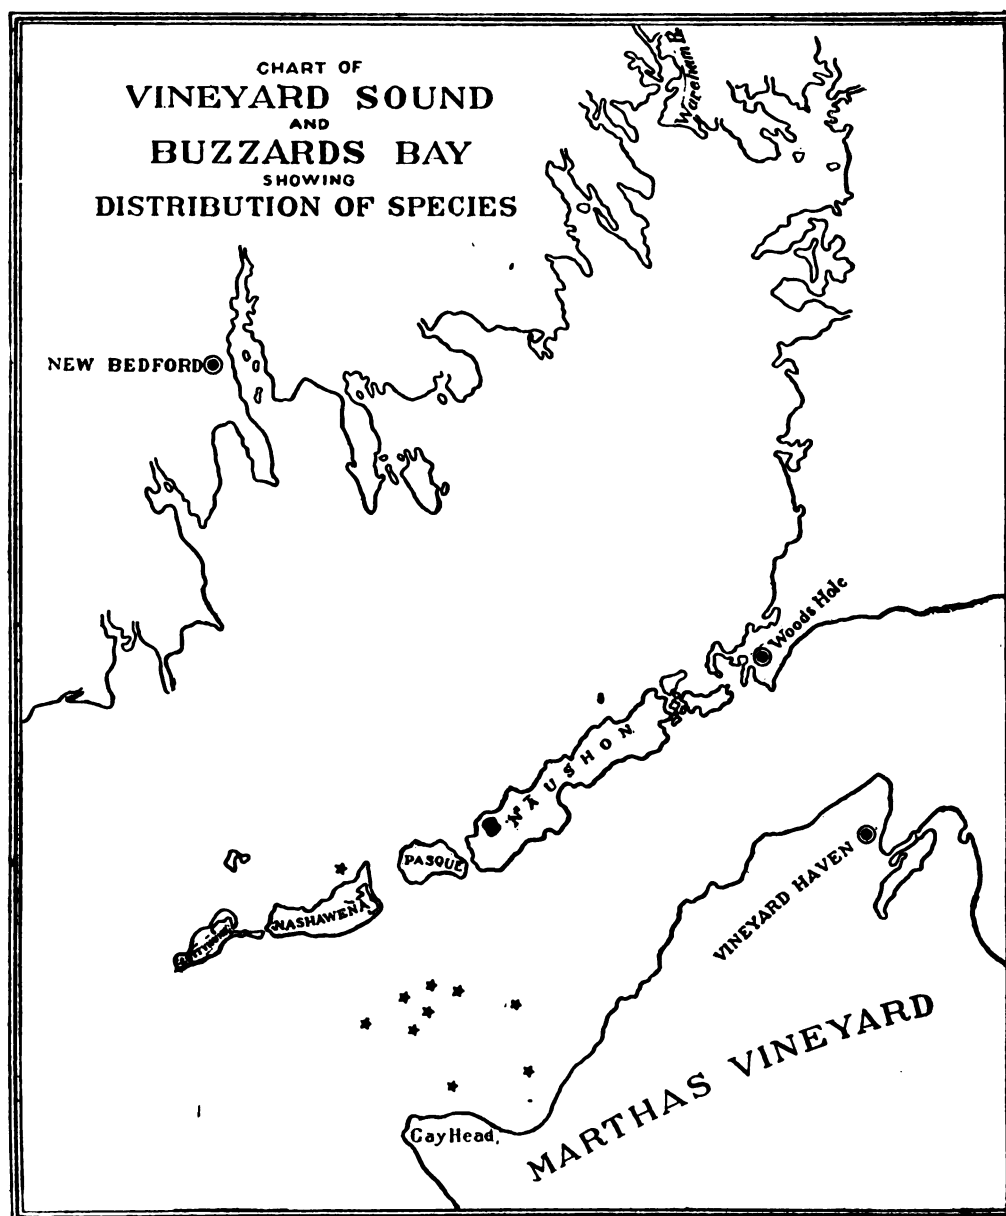 CHART OF
VINEYARD SOUND
AND
BUZZARDS BAY
SHOWING
DISTRIBUTION OF SPECIES
Wareham R.
NEW BEDFORD
Woods Hole
NAUSHON
PASQUE
NASHAWENA
VINEYARD HAVEN
MARTHAS VINEYARD
Gay Head